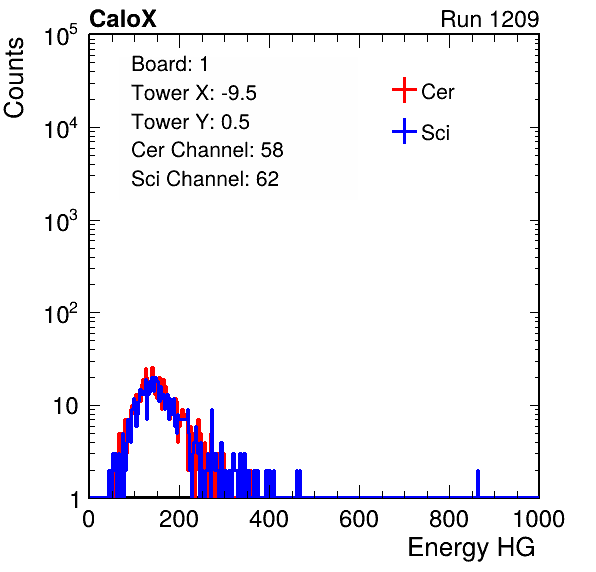 CaloX Run 1209
Counts
10^5
10^4
10^3
10^2
10
1
Board: 1
Tower X: -9.5
Tower Y: 0.5
Cer Channel: 58
Sci Channel: 62
Cer
Sci
0 200 400 600 800 1000
Energy HG